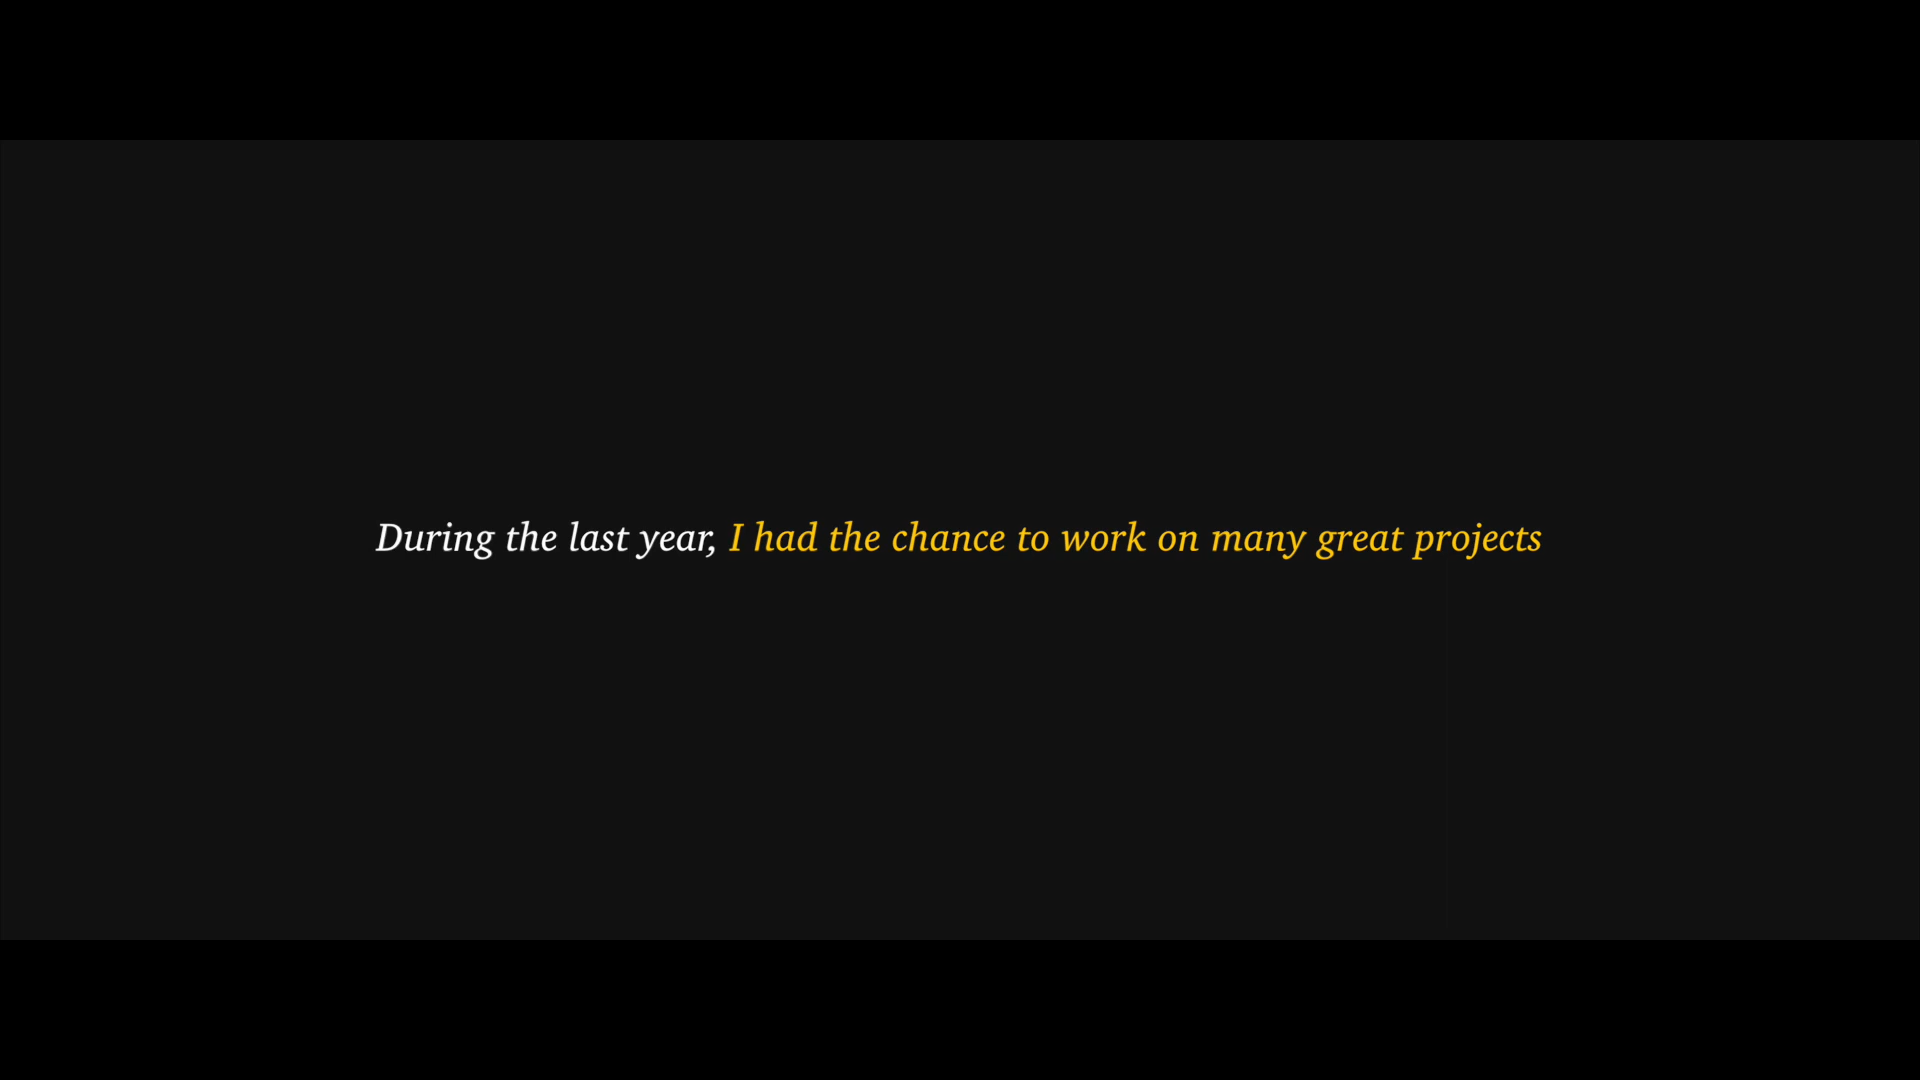 During the last year, I had the chance to work on many great projects